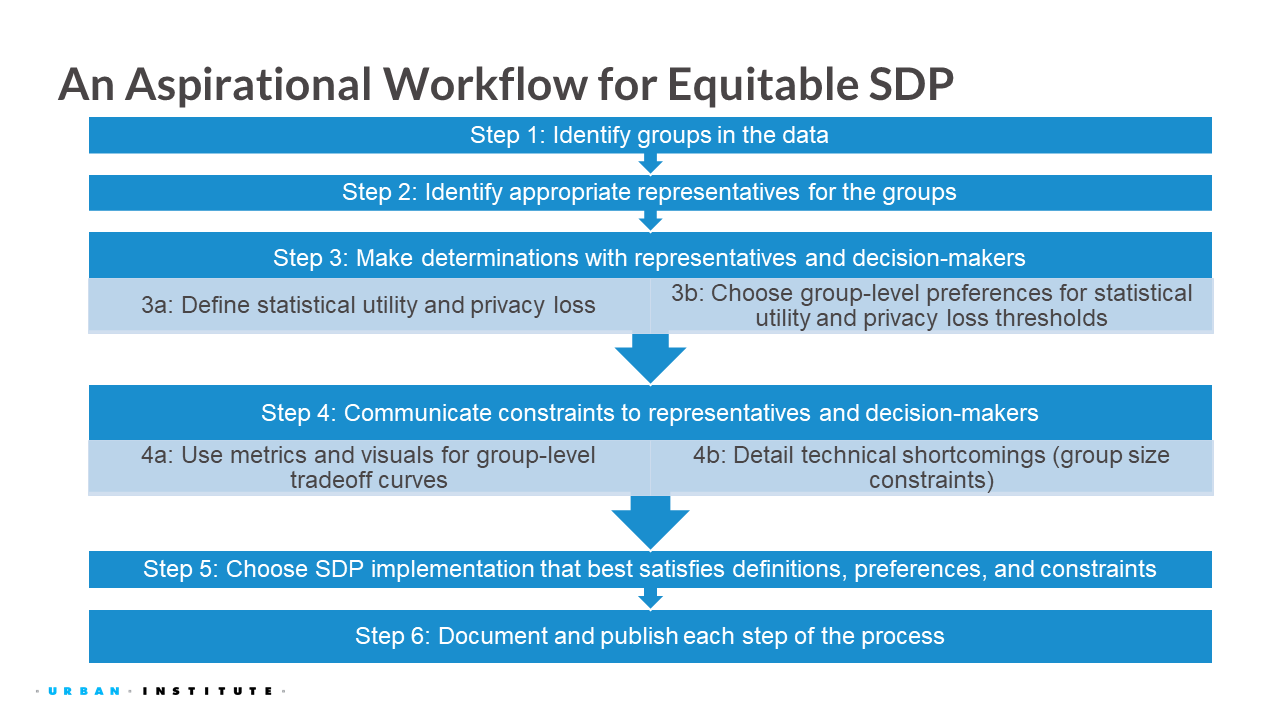 An Aspirational Workflow for Equitable SDP
Step 1: Identify groups in the data
Step 2: Identify appropriate representatives for the groups
Step 3: Make determinations with representatives and decision-makers
3a: Define statistical utility and privacy loss
3b: Choose group-level preferences for statistical
utility and privacy loss thresholds
Step 4: Communicate constraints to representatives and decision-makers
4a: Use metrics and visuals for group-level
tradeoff curves
4b: Detail technical shortcomings (group size
constraints)
Step 5: Choose SDP implementation that best satisfies definitions, preferences, and constraints
Step 6: Document and publish each step of the process
· URBAN · INSTITUTE ·